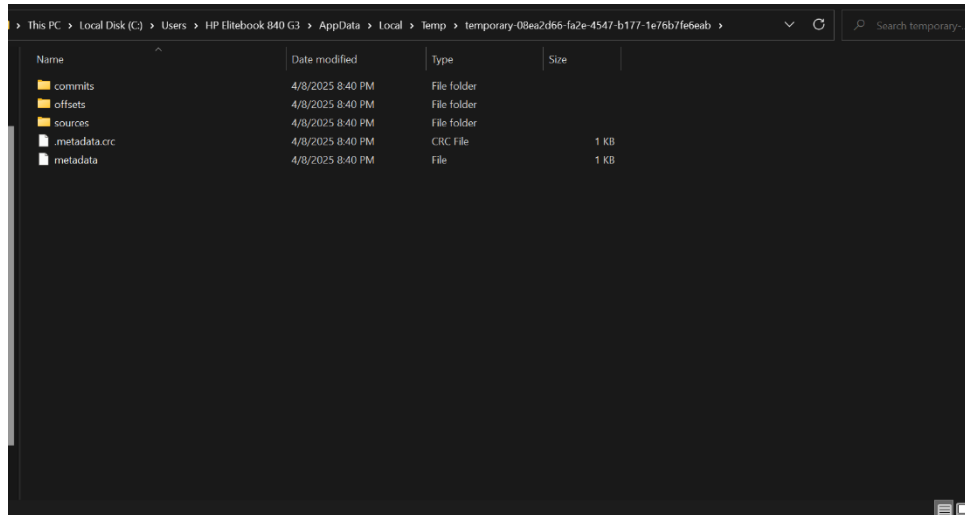 This PC > Local Disk (C:) > Users > HP Elitebook 840 G3 > AppData > Local > Temp > temporary-08ea2d66-fa2e-4547-b177-1e76b7fe6eab > Search temporary-...
Name Date modified Type Size
commits 4/8/2025 8:40 PM File folder
offsets 4/8/2025 8:40 PM File folder
sources 4/8/2025 8:40 PM File folder
.metadata.crc 4/8/2025 8:40 PM CRC File 1 KB
metadata 4/8/2025 8:40 PM File 1 KB